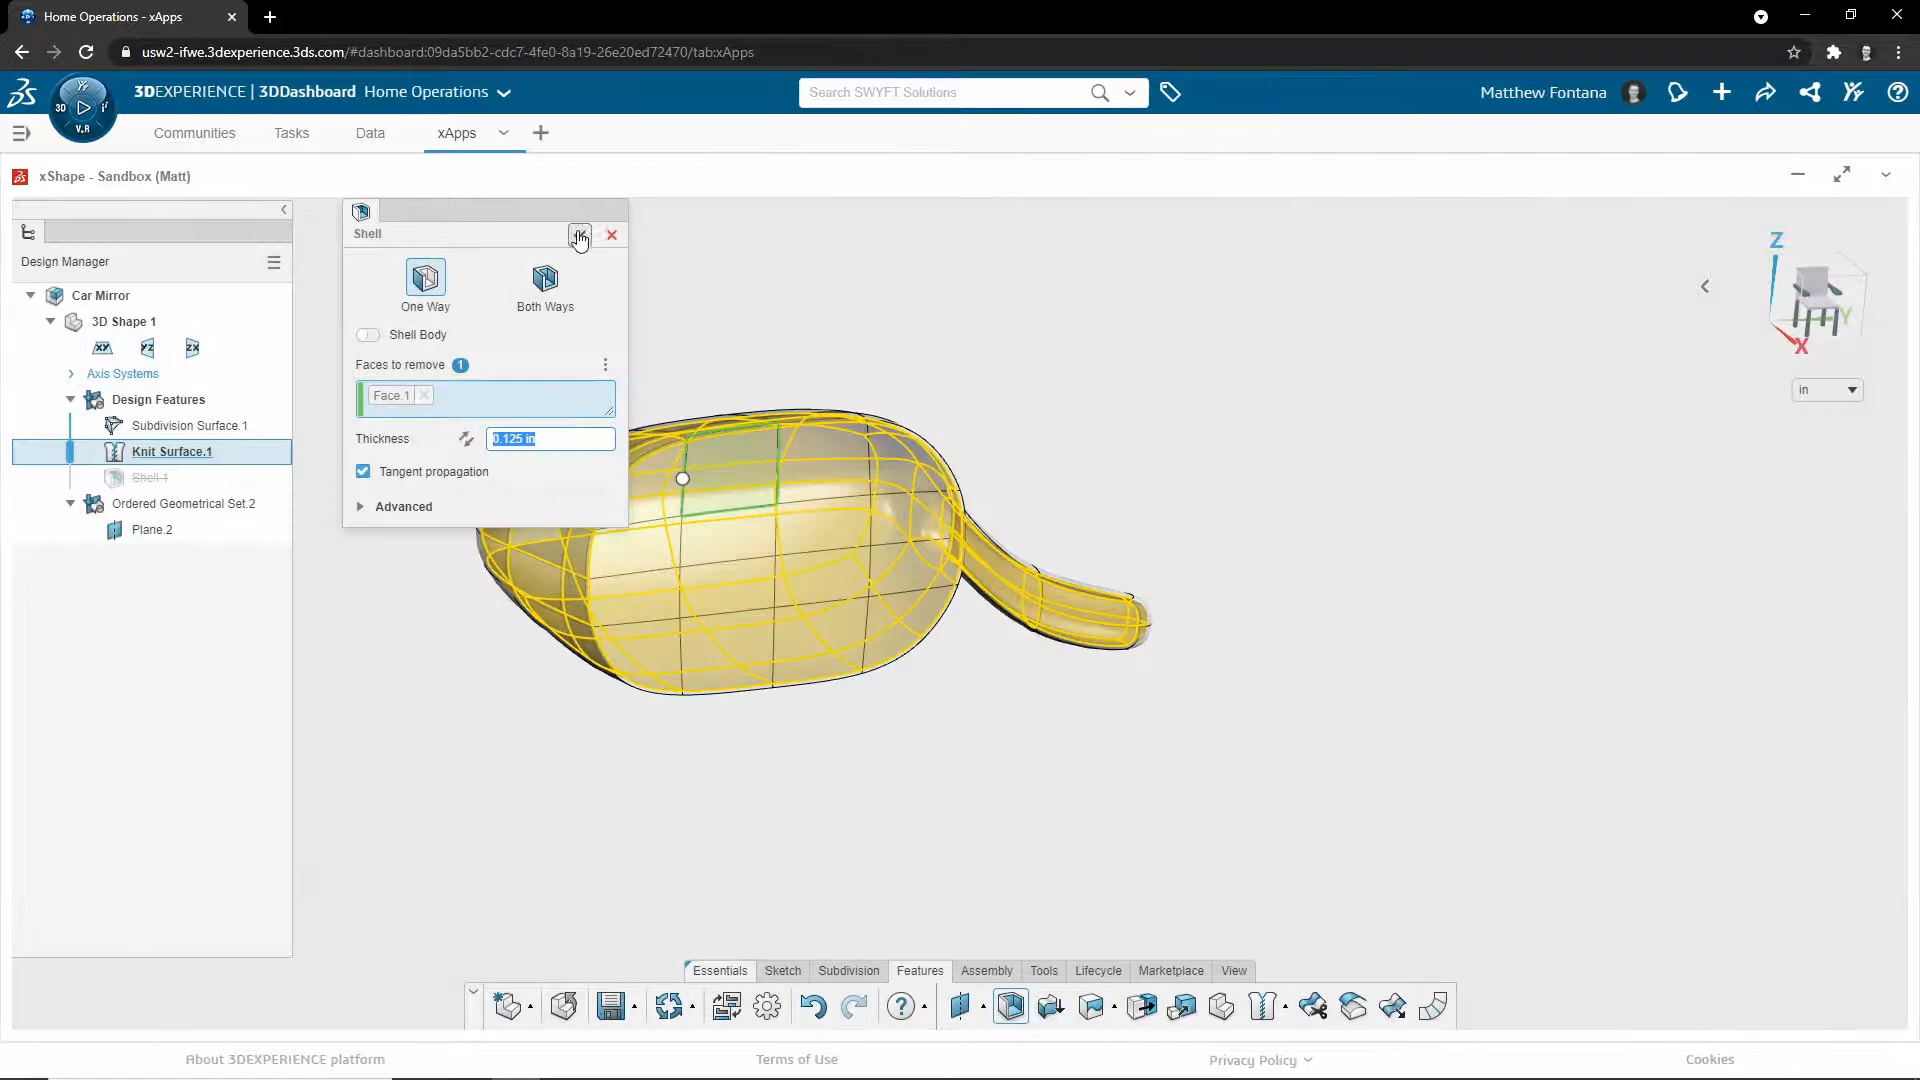 Home Operations - xApps
usw2-ifwe.3dexperience.3ds.com/#dashboard:09da5bb2-cdc7-4fe0-8a19-26e20ed72470/tab:xApps
3D
V.R
3DEXPERIENCE | 3DDashboard Home Operations
Search SWYFT Solutions
Matthew Fontana
Communities
Tasks
Data
xApps
xShape - Sandbox (Matt)
Design Manager
Car Mirror
3D Shape 1
XY
YZ
ZX
Axis Systems
Design Features
Subdivision Surface.1
Knit Surface.1
Shell.1
Ordered Geometrical Set.2
Plane.2
Shell
One Way
Both Ways
Shell Body
Faces to remove 1
Face.1
Thickness
0.125 in
Tangent propagation
Advanced
Z
Y
X
in
Essentials
Sketch
Subdivision
Features
Assembly
Tools
Lifecycle
Marketplace
View
About 3DEXPERIENCE platform
Terms of Use
Privacy Policy
Cookies